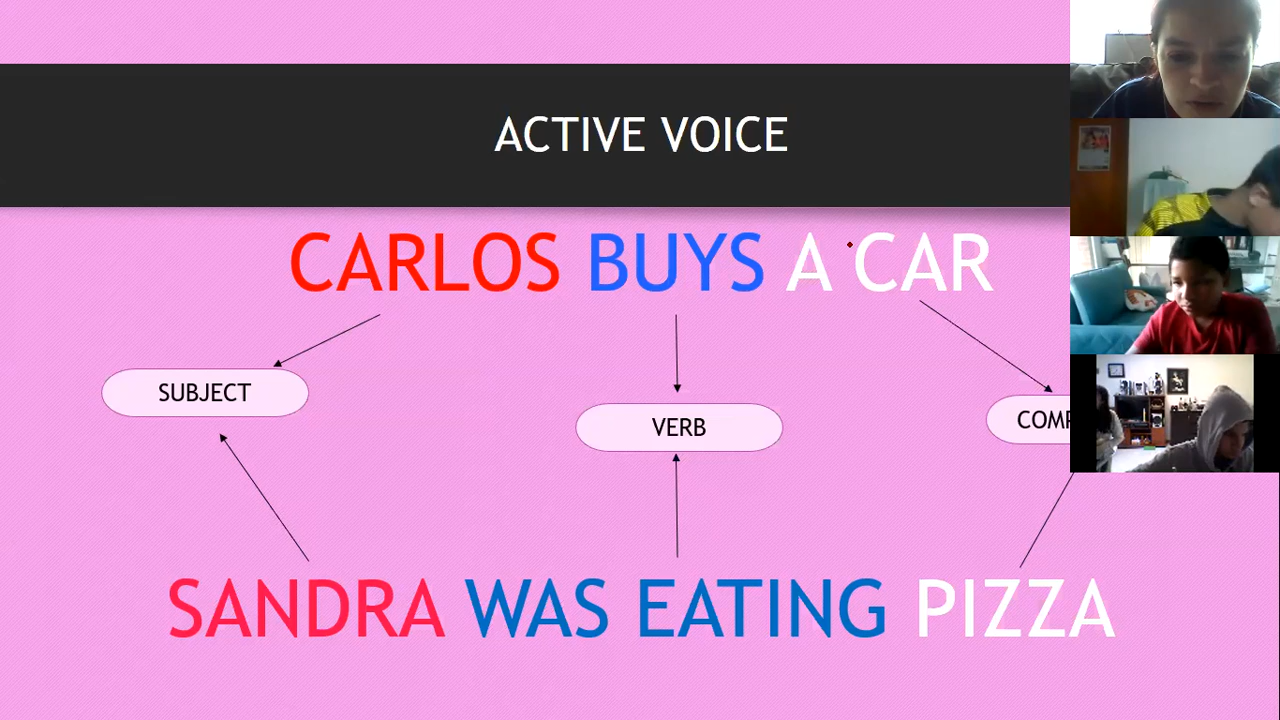 ACTIVE VOICE
CARLOS BUYS A CAR
SUBJECT
VERB
SANDRA WAS EATING PIZZA